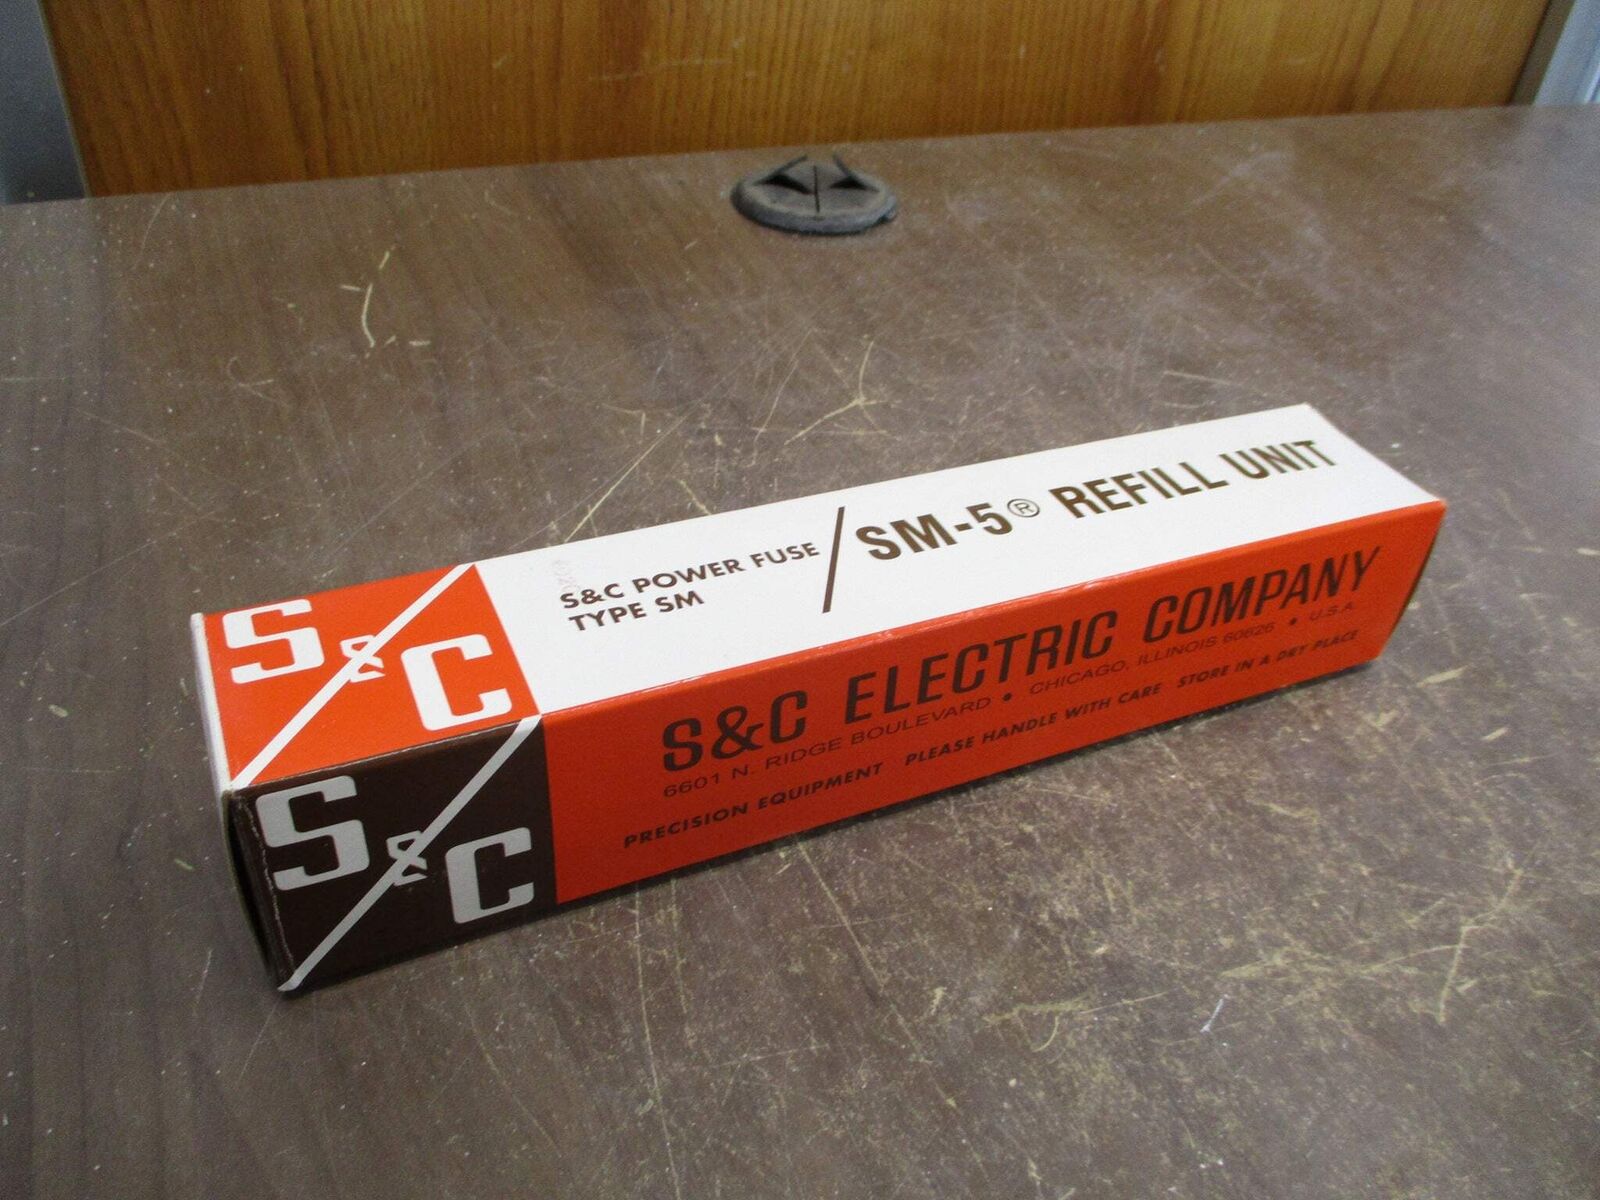 S&C
S&C POWER FUSE
TYPE SM
SM-5® REFILL UNIT
S&C
S&C ELECTRIC COMPANY
6601 N. RIDGE BOULEVARD • CHICAGO, ILLINOIS 60626 • U.S.A.
PRECISION EQUIPMENT PLEASE HANDLE WITH CARE STORE IN A DRY PLACE